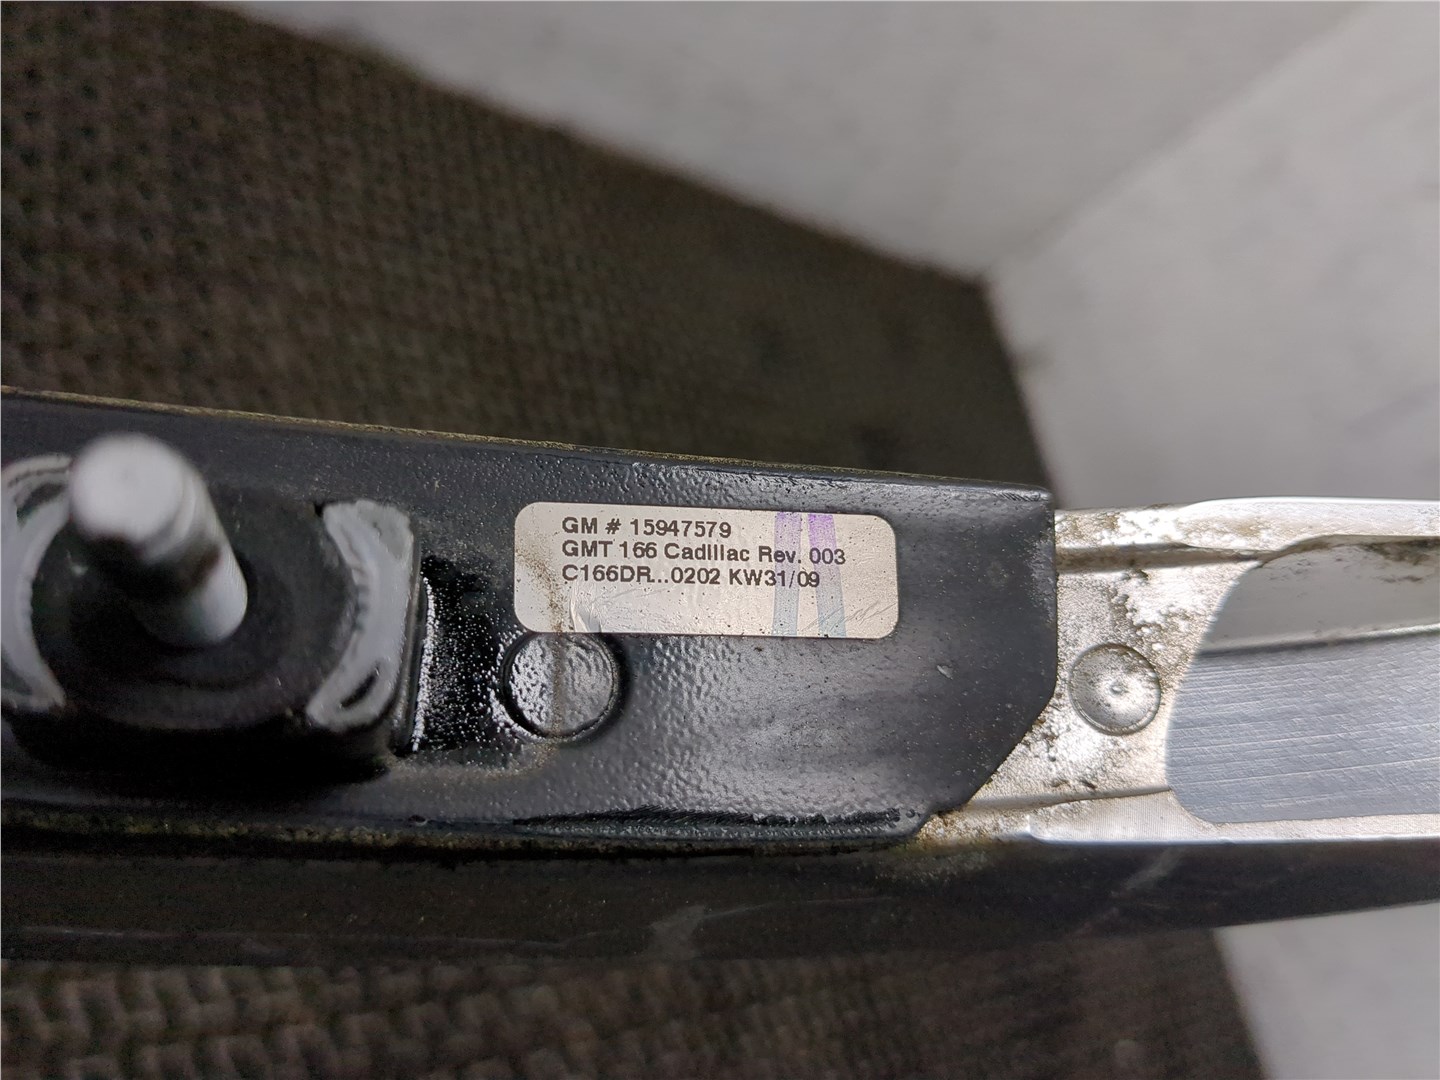 GM # 15947579
GMT 166 Cadillac Rev. 003
C166DR...0202 KW31/09